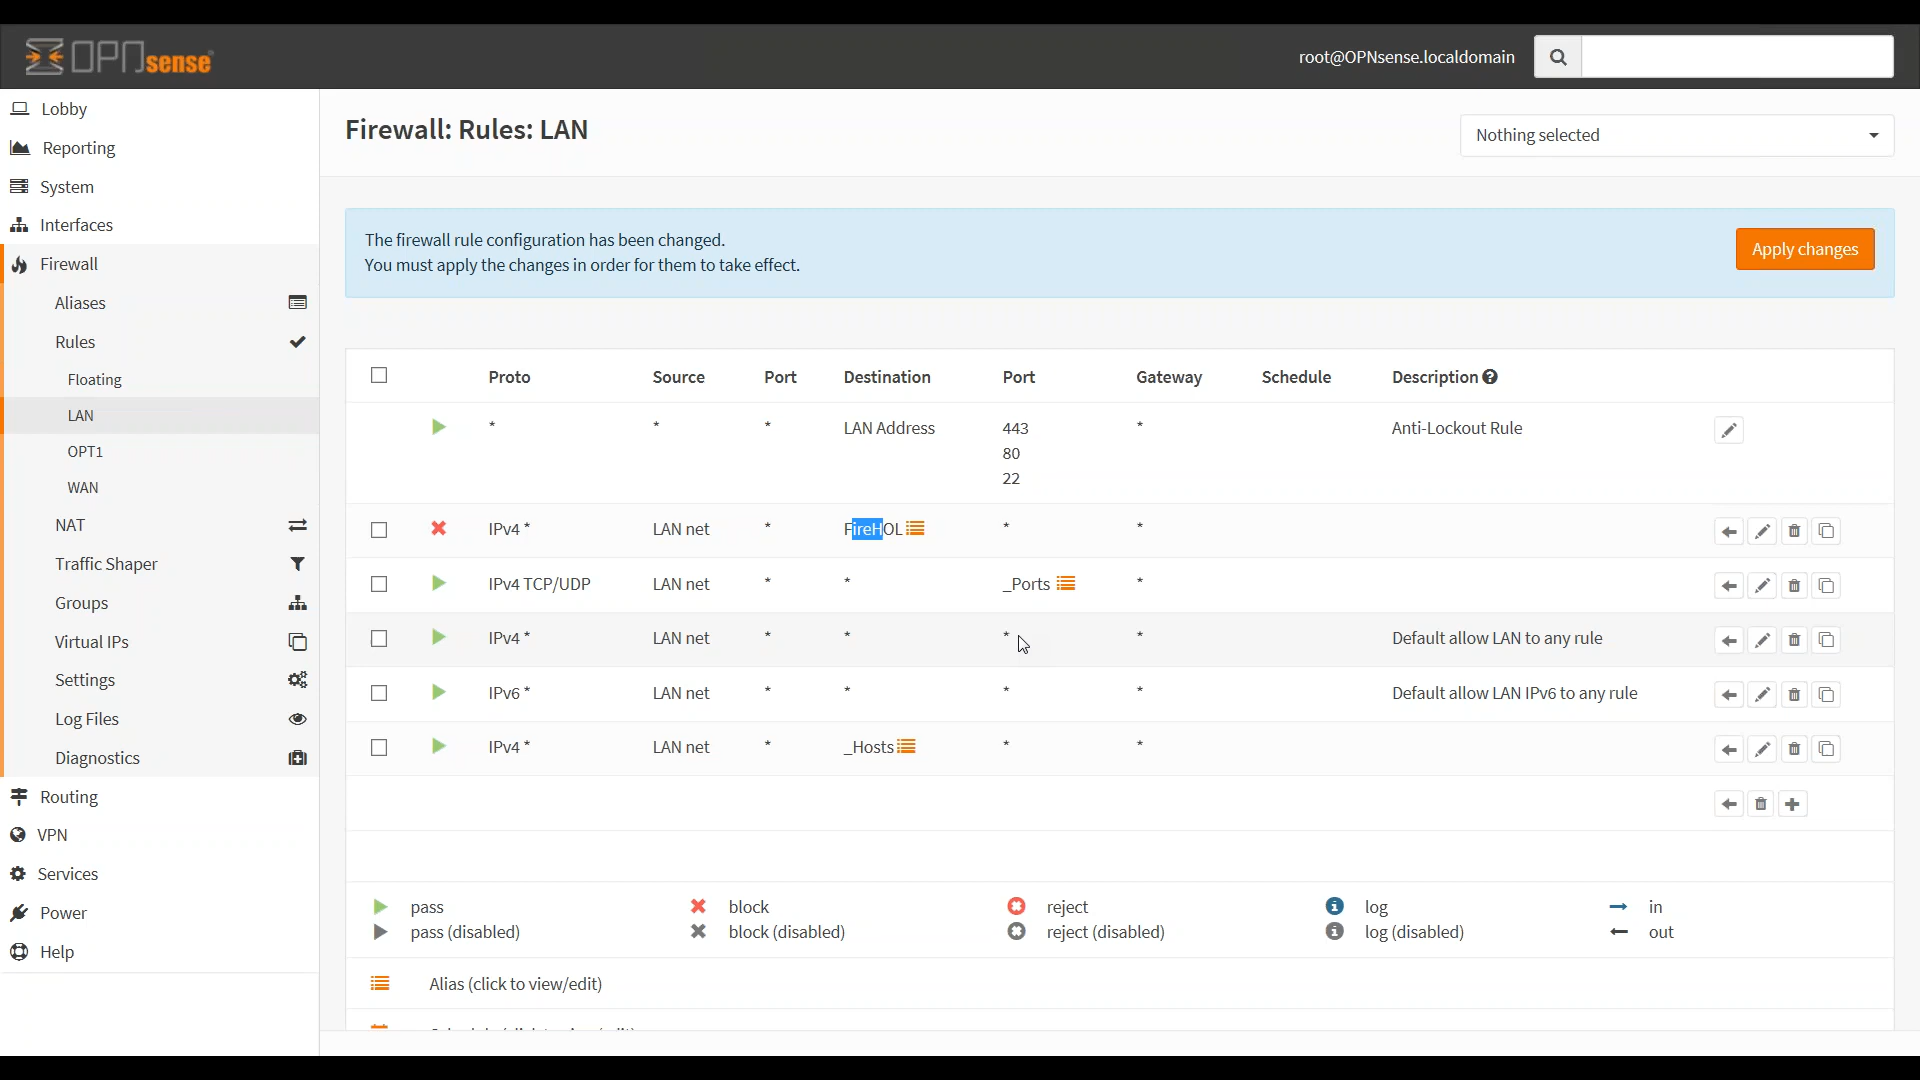 OPNsense
root@OPNsense.localdomain
Lobby
Reporting
System
Interfaces
Firewall
Aliases
Rules
Floating
LAN
OPT1
WAN
NAT
Traffic Shaper
Groups
Virtual IPs
Settings
Log Files
Diagnostics
Routing
VPN
Services
Power
Help
Firewall: Rules: LAN
Nothing selected
The firewall rule configuration has been changed.
You must apply the changes in order for them to take effect.
Apply changes
Proto Source Port Destination Port Gateway Schedule Description
* * * LAN Address 443 * Anti-Lockout Rule
80
22
IPv4 * LAN net * FireHOL * *
IPv4 TCP/UDP LAN net * * _Ports *
IPv4 * LAN net * * * * Default allow LAN to any rule
IPv6 * LAN net * * * * Default allow LAN IPv6 to any rule
IPv4 * LAN net * _Hosts * *
pass block reject log in
pass (disabled) block (disabled) reject (disabled) log (disabled) out
Alias (click to view/edit)